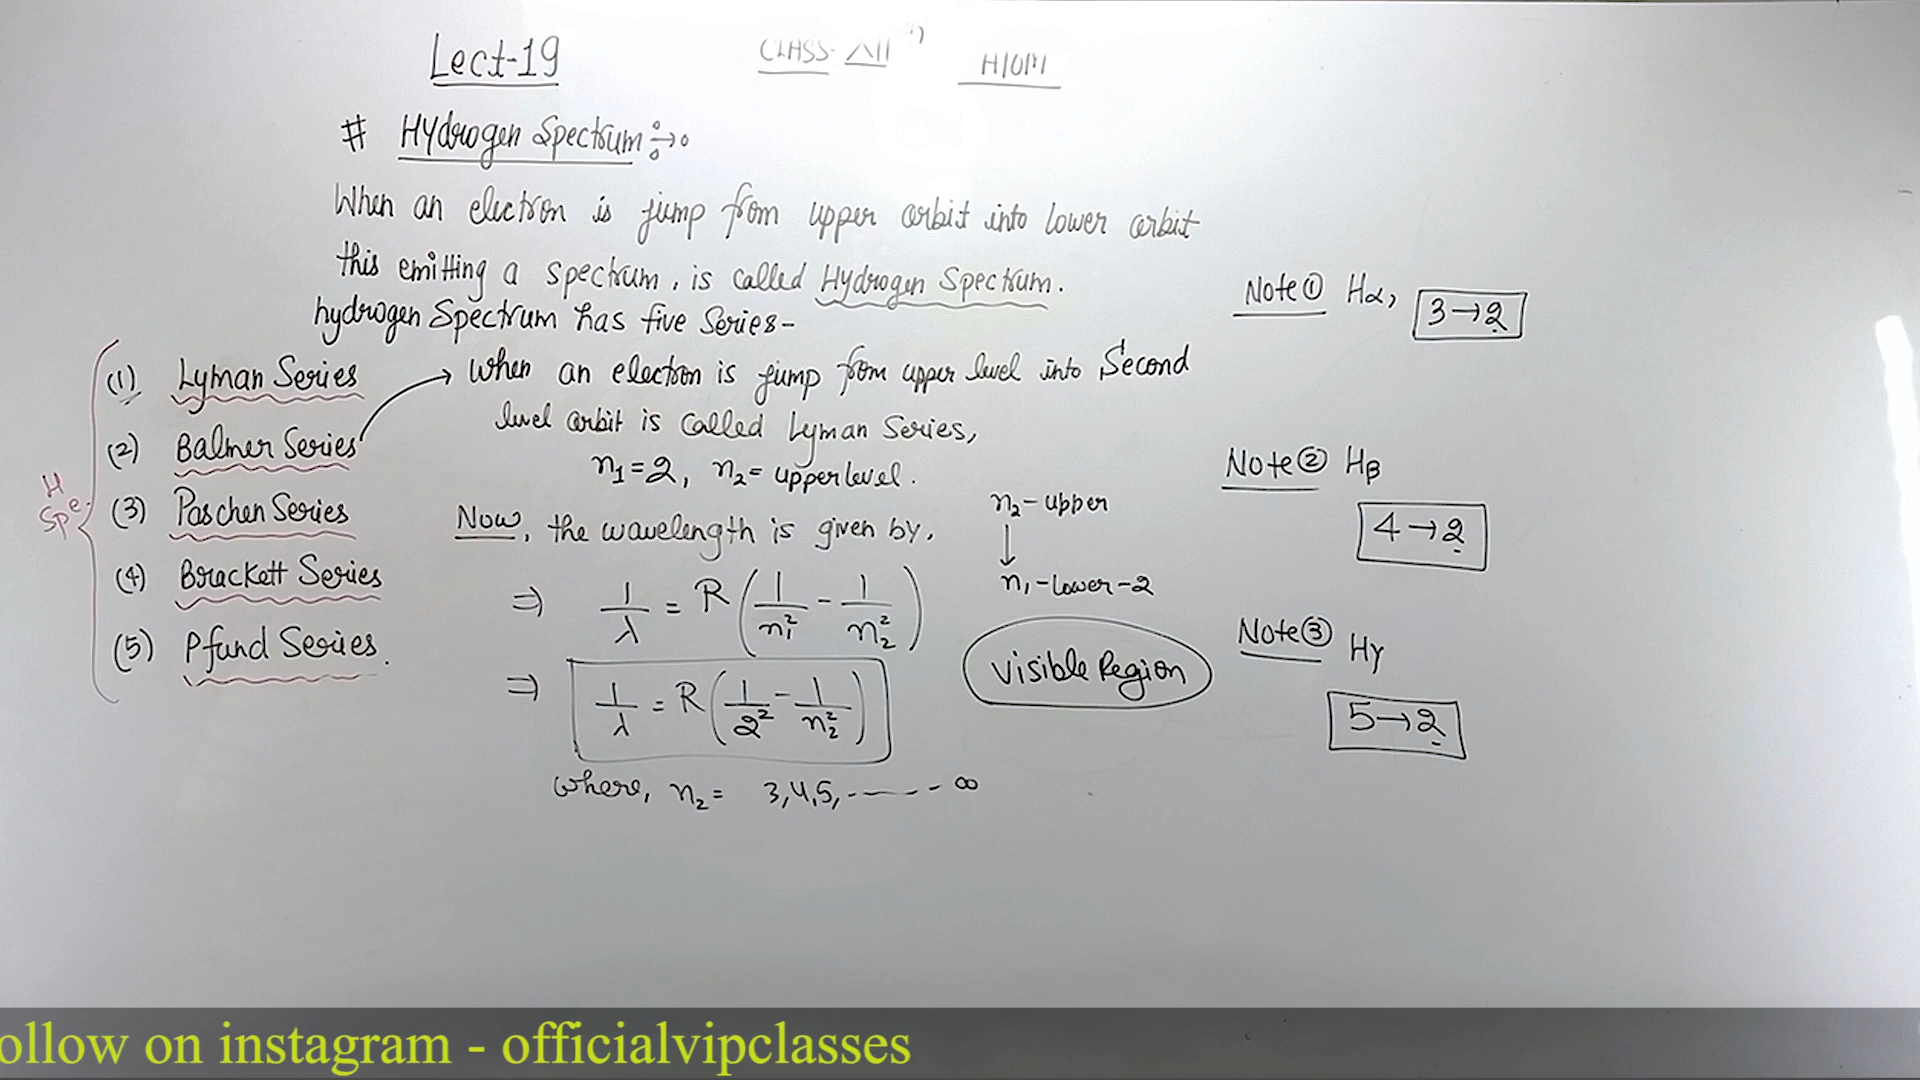 Lect-19
CLASS-XII
ATOM
# Hydrogen Spectrum
When an electron is jump from upper orbit into lower orbit
this emitting a spectrum, is called Hydrogen Spectrum.
hydrogen Spectrum has five Series-
H Spe.
(1) Lyman Series
(2) Balmer Series
(3) Paschen Series
(4) Brackett Series
(5) Pfund Series.
→ When an electron is jump from upper level into Second
level orbit is called Lyman Series,
n₁=2, n₂= upper level.
Now, the wavelength is given by,
⇒ 1/λ = R(1/n₁² - 1/n₂²)
⇒ 1/λ = R(1/2² - 1/n₂²)
where, n₂= 3,4,5,------∞
n₂-upper
↓
n₁-lower-2
Visible Region
Note① Hα, 3→2
Note② Hβ
4→2
Note③ Hγ
5→2
ollow on instagram - officialvipclasses